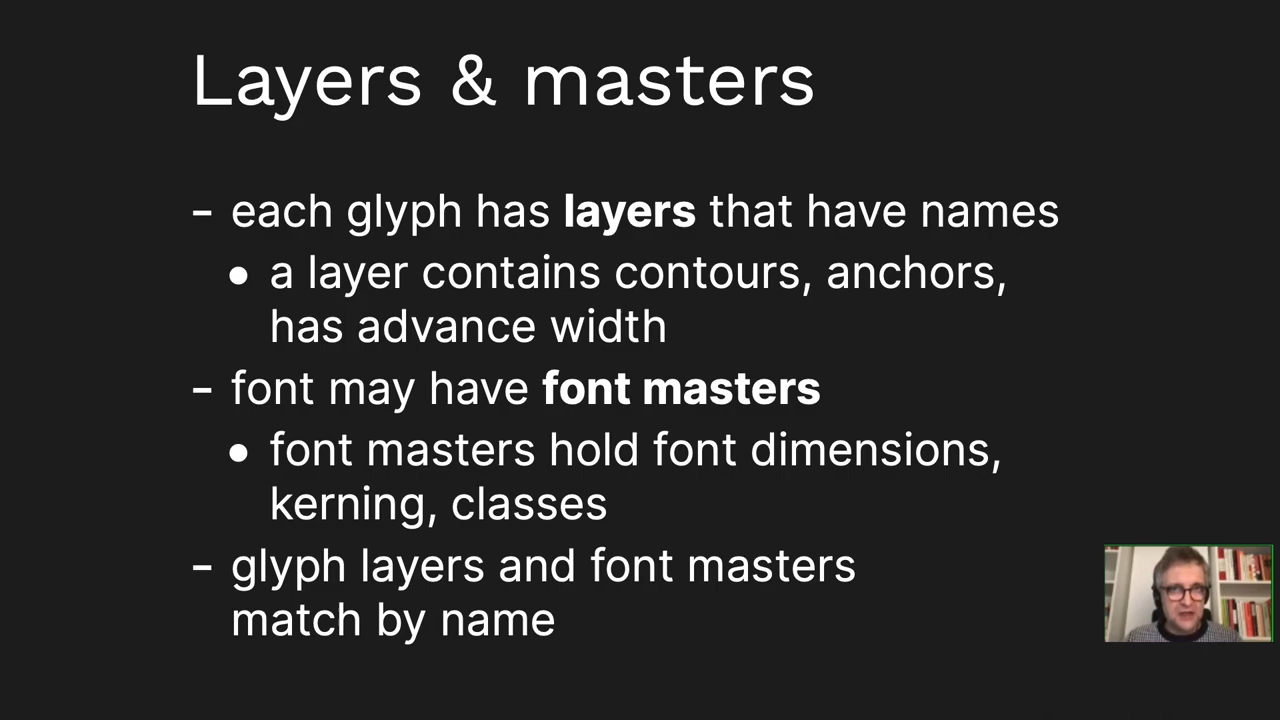 Layers & masters
– each glyph has layers that have names
• a layer contains contours, anchors,
has advance width
– font may have font masters
• font masters hold font dimensions,
kerning, classes
– glyph layers and font masters
match by name